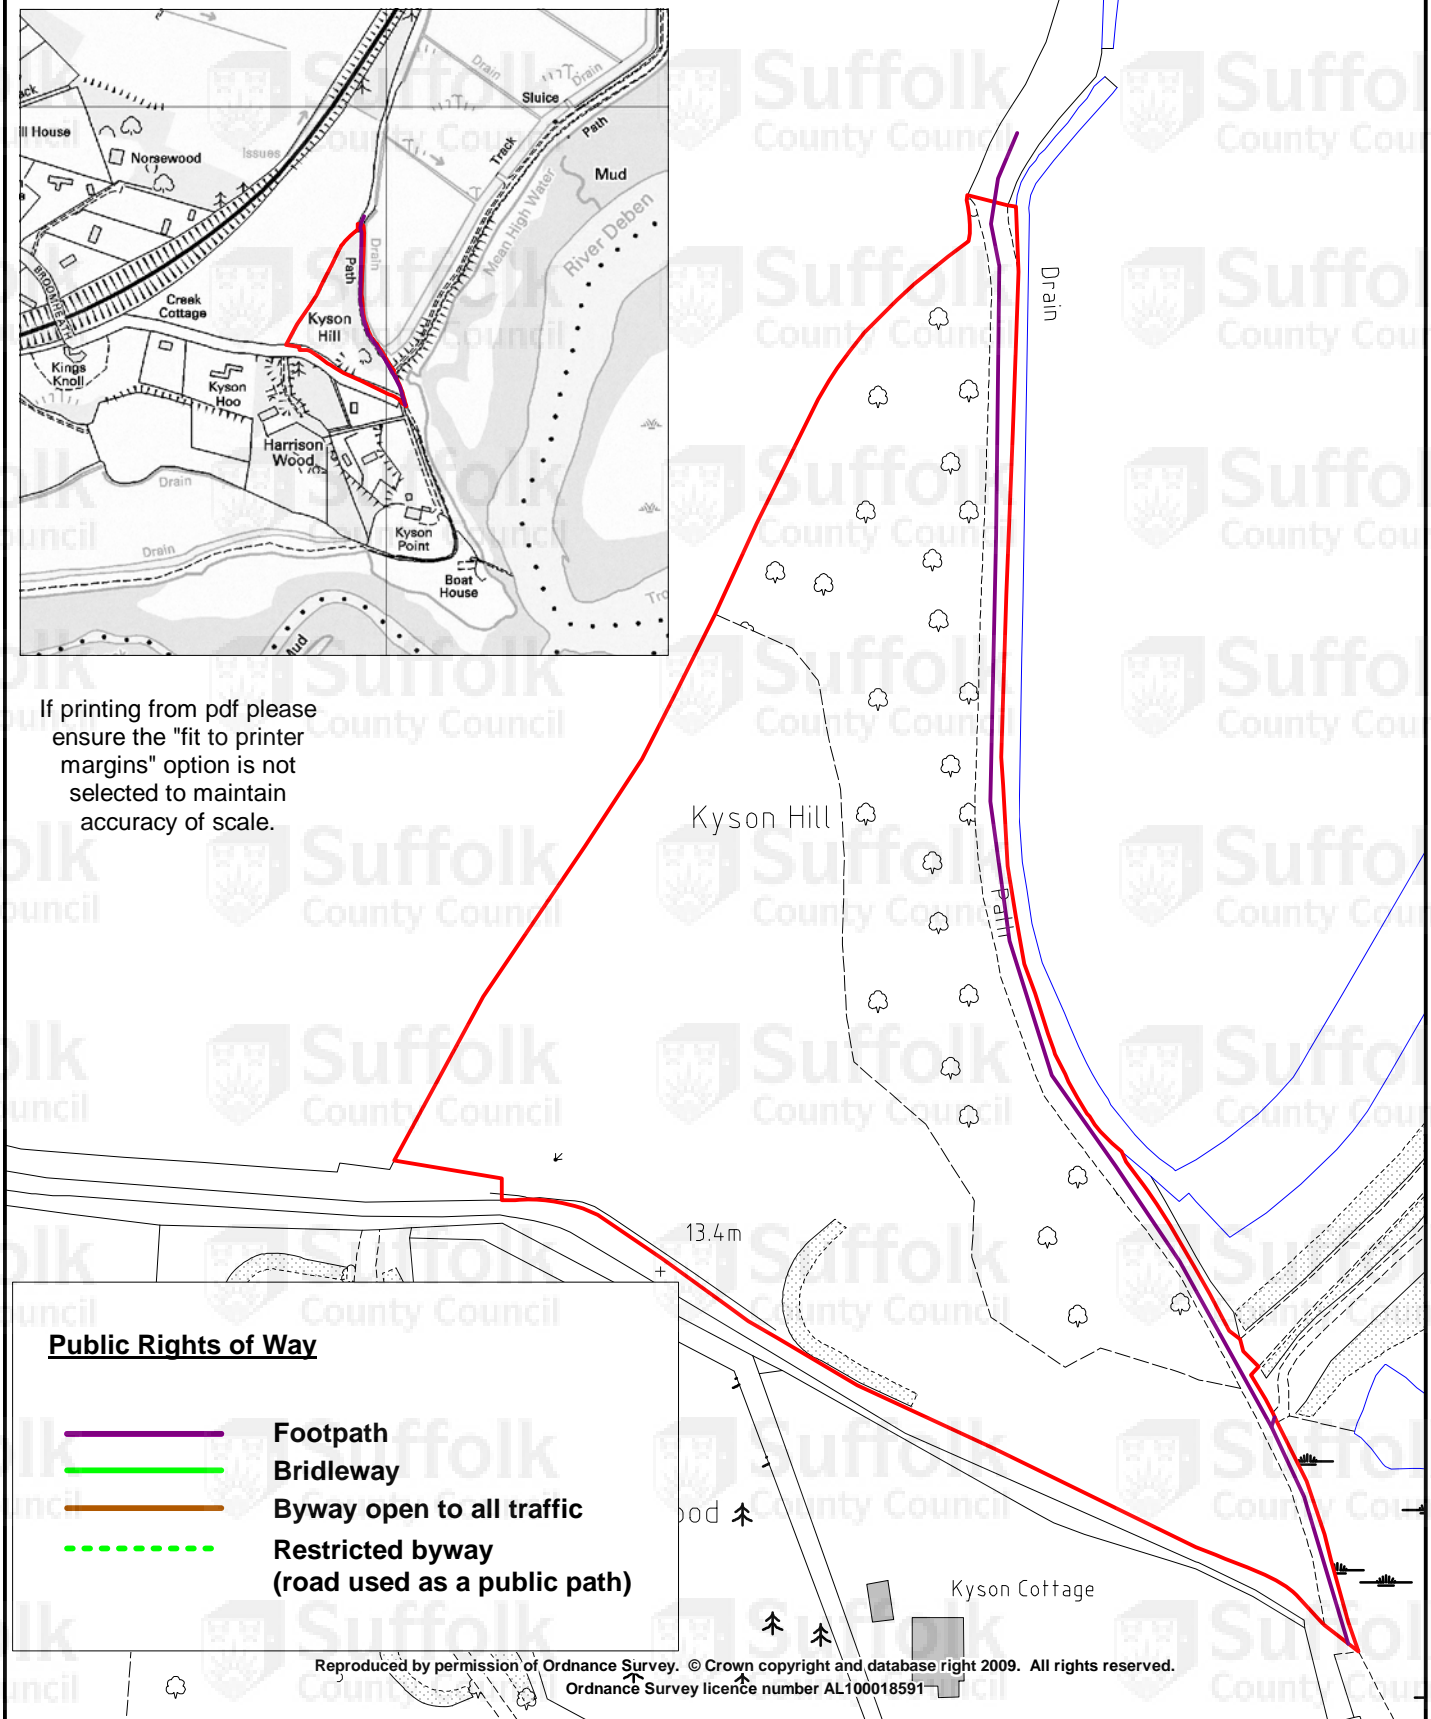 Drain
Drain
Sluice
Path
Track
Mud
Mean High Water
River Deben
ll House
Norsewood
Issues
Drain
Path
BROOMHEATH
Creek
Cottage
Kyson
Hill
Kings
Knoll
Kyson
Hoo
Harrison
Wood
Drain
Drain
Kyson
Point
Boat
House
Mud
If printing from pdf please
ensure the "fit to printer
margins" option is not
selected to maintain
accuracy of scale.
Drain
Kyson Hill
Path
13.4m
Public Rights of Way
Footpath
Bridleway
Byway open to all traffic
Restricted byway
(road used as a public path)
ood
Kyson Cottage
Reproduced by permission of Ordnance Survey. © Crown copyright and database right 2009. All rights reserved.
Ordnance Survey licence number AL100018591
Suffolk
County Council